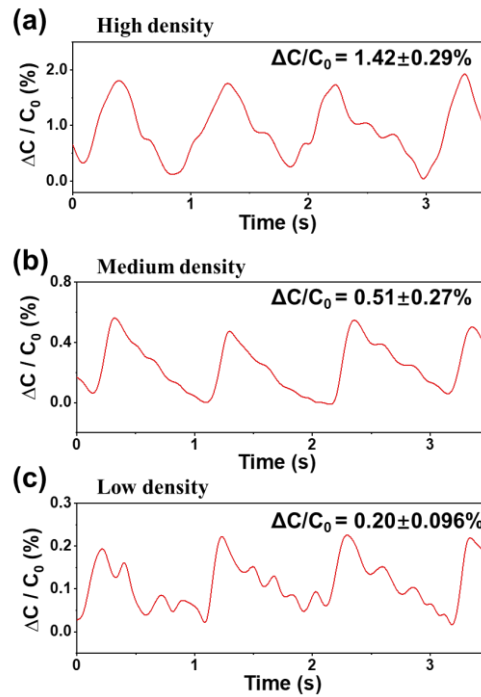 (a)
High density
ΔC/C₀ = 1.42±0.29%
ΔC / C₀ (%)
2.0
1.0
0.0
0 1 2 3
Time (s)
(b)
Medium density
ΔC/C₀ = 0.51±0.27%
ΔC / C₀ (%)
0.8
0.4
0.0
0 1 2 3
Time (s)
(c)
Low density
ΔC/C₀ = 0.20±0.096%
ΔC / C₀ (%)
0.3
0.2
0.1
0.0
0 1 2 3
Time (s)